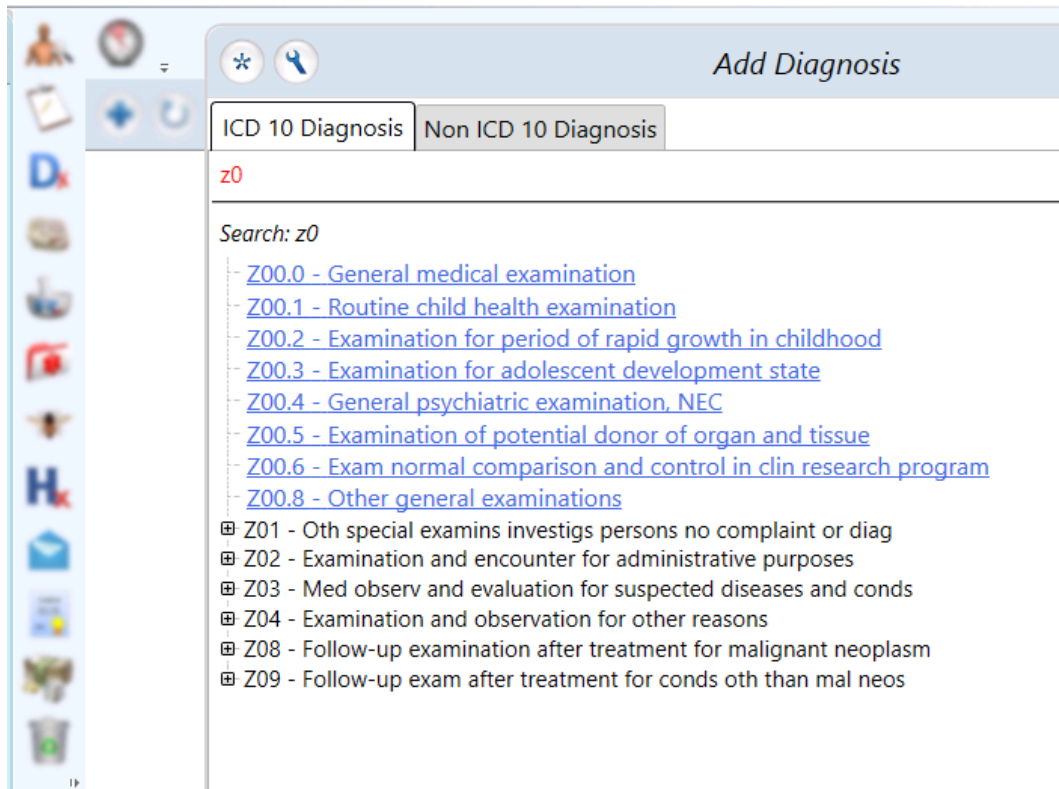 Add Diagnosis
ICD 10 Diagnosis
Non ICD 10 Diagnosis
z0
Search: z0
Z00.0 - General medical examination
Z00.1 - Routine child health examination
Z00.2 - Examination for period of rapid growth in childhood
Z00.3 - Examination for adolescent development state
Z00.4 - General psychiatric examination, NEC
Z00.5 - Examination of potential donor of organ and tissue
Z00.6 - Exam normal comparison and control in clin research program
Z00.8 - Other general examinations
Z01 - Oth special examins investigs persons no complaint or diag
Z02 - Examination and encounter for administrative purposes
Z03 - Med observ and evaluation for suspected diseases and conds
Z04 - Examination and observation for other reasons
Z08 - Follow-up examination after treatment for malignant neoplasm
Z09 - Follow-up exam after treatment for conds oth than mal neos
Dx
Hx